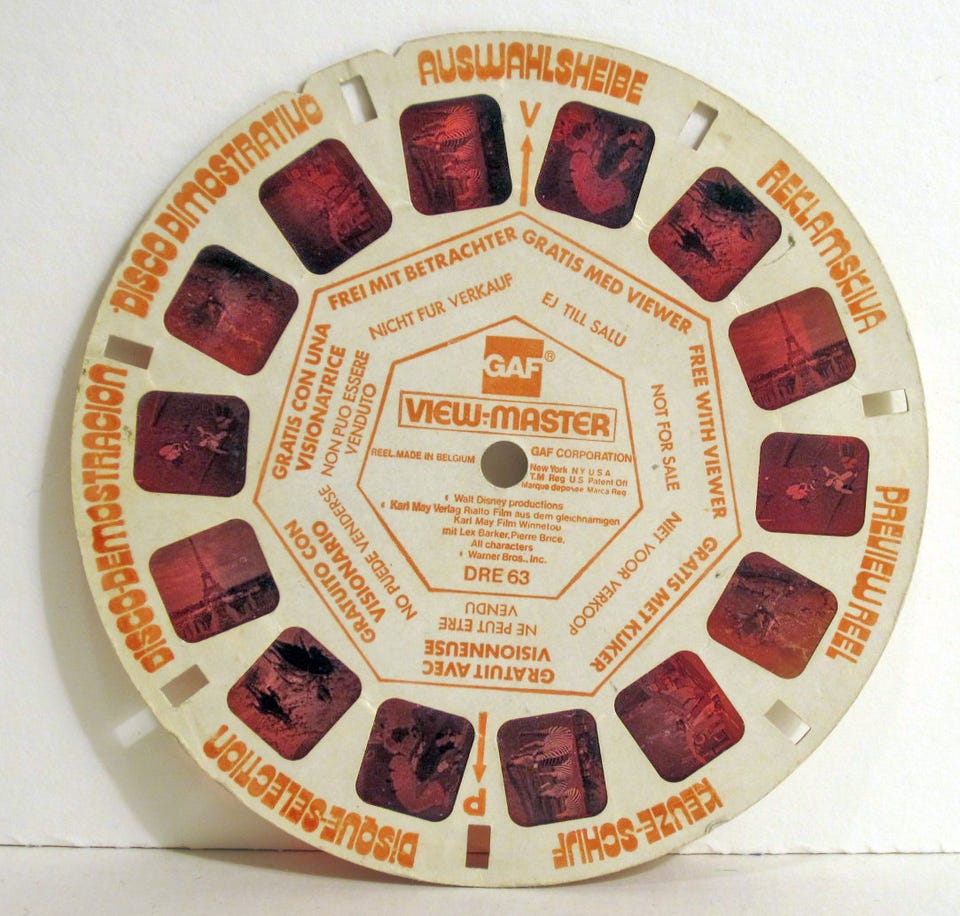 AUSWAHLSHEIBE
REKLAMSKIVA
PREVIEW REEL
KEUZE-SCHIJF
DISQUE-SELECTION
DISCO-DEMOSTRACION
DISCO DIMOSTRATIVO
V
P
FREI MIT BETRACHTER
NICHT FUR VERKAUF
GRATIS MED VIEWER
EJ TILL SALU
FREE WITH VIEWER
NOT FOR SALE
GRATIS MET KIJKER
NIET VOOR VERKOOP
GRATUIT AVEC
VISIONNEUSE
NE PEUT ETRE
VENDU
GRATUITO CON
VISIONARIO
NO PUEDE VENDERSE
GRATIS CON UNA
VISIONATRICE
NON PUO ESSERE
VENDUTO
GAF®
VIEW-MASTER
REEL.MADE IN BELGIUM
GAF CORPORATION
New York NY USA
T.M Reg US Patent Off
Marque deposee Marca Reg
Walt Disney productions
Karl May Verlag Rialto Film aus dem gleichnamigen
Karl May Film Winnetou
mit Lex Barker, Pierre Brice,
All characters
Warner Bros., Inc.
DRE 63